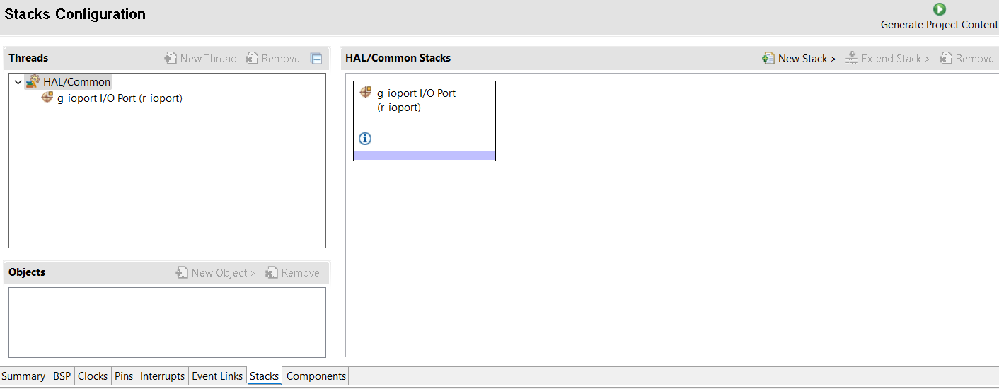 Stacks Configuration
Generate Project Content
Threads
New Thread
Remove
HAL/Common Stacks
New Stack >
Extend Stack >
Remove
HAL/Common
g_ioport I/O Port (r_ioport)
g_ioport I/O Port
(r_ioport)
Objects
New Object >
Remove
Summary
BSP
Clocks
Pins
Interrupts
Event Links
Stacks
Components